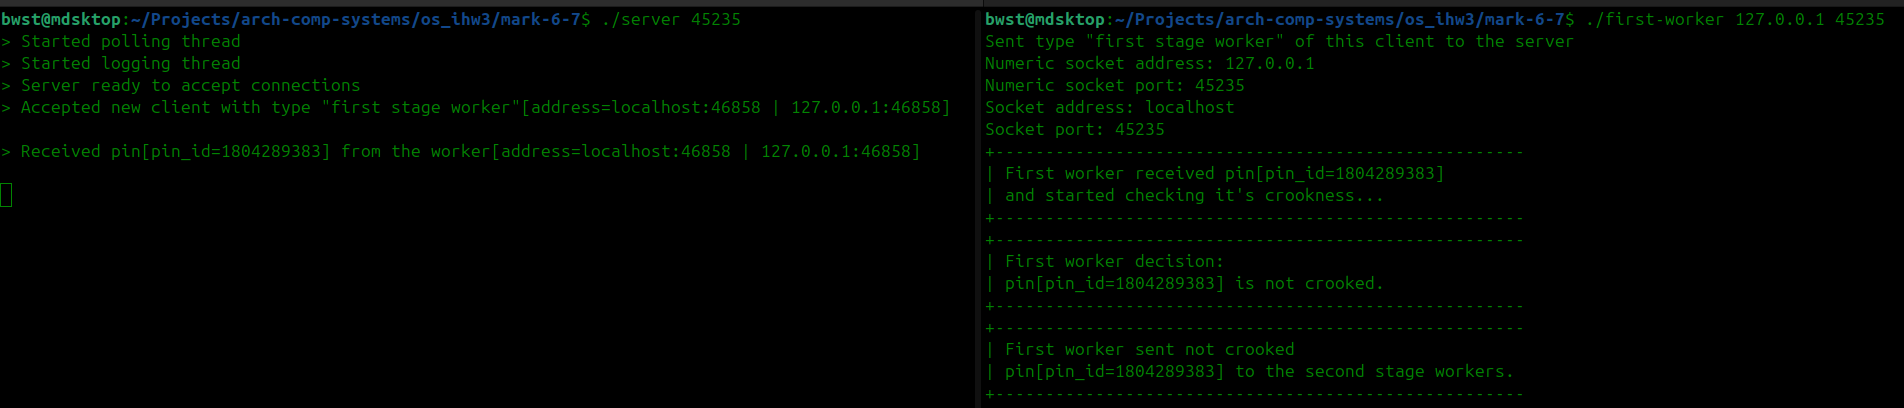 bwst@mdsktop:~/Projects/arch-comp-systems/os_ihw3/mark-6-7$ ./server 45235
> Started polling thread
> Started logging thread
> Server ready to accept connections
> Accepted new client with type "first stage worker"[address=localhost:46858 | 127.0.0.1:46858]

> Received pin[pin_id=1804289383] from the worker[address=localhost:46858 | 127.0.0.1:46858]

bwst@mdsktop:~/Projects/arch-comp-systems/os_ihw3/mark-6-7$ ./first-worker 127.0.0.1 45235
Sent type "first stage worker" of this client to the server
Numeric socket address: 127.0.0.1
Numeric socket port: 45235
Socket address: localhost
Socket port: 45235
+-----------------------------------------------------
| First worker received pin[pin_id=1804289383]
| and started checking it's crookness...
+-----------------------------------------------------
+-----------------------------------------------------
| First worker decision:
| pin[pin_id=1804289383] is not crooked.
+-----------------------------------------------------
+-----------------------------------------------------
| First worker sent not crooked
| pin[pin_id=1804289383] to the second stage workers.
+-----------------------------------------------------